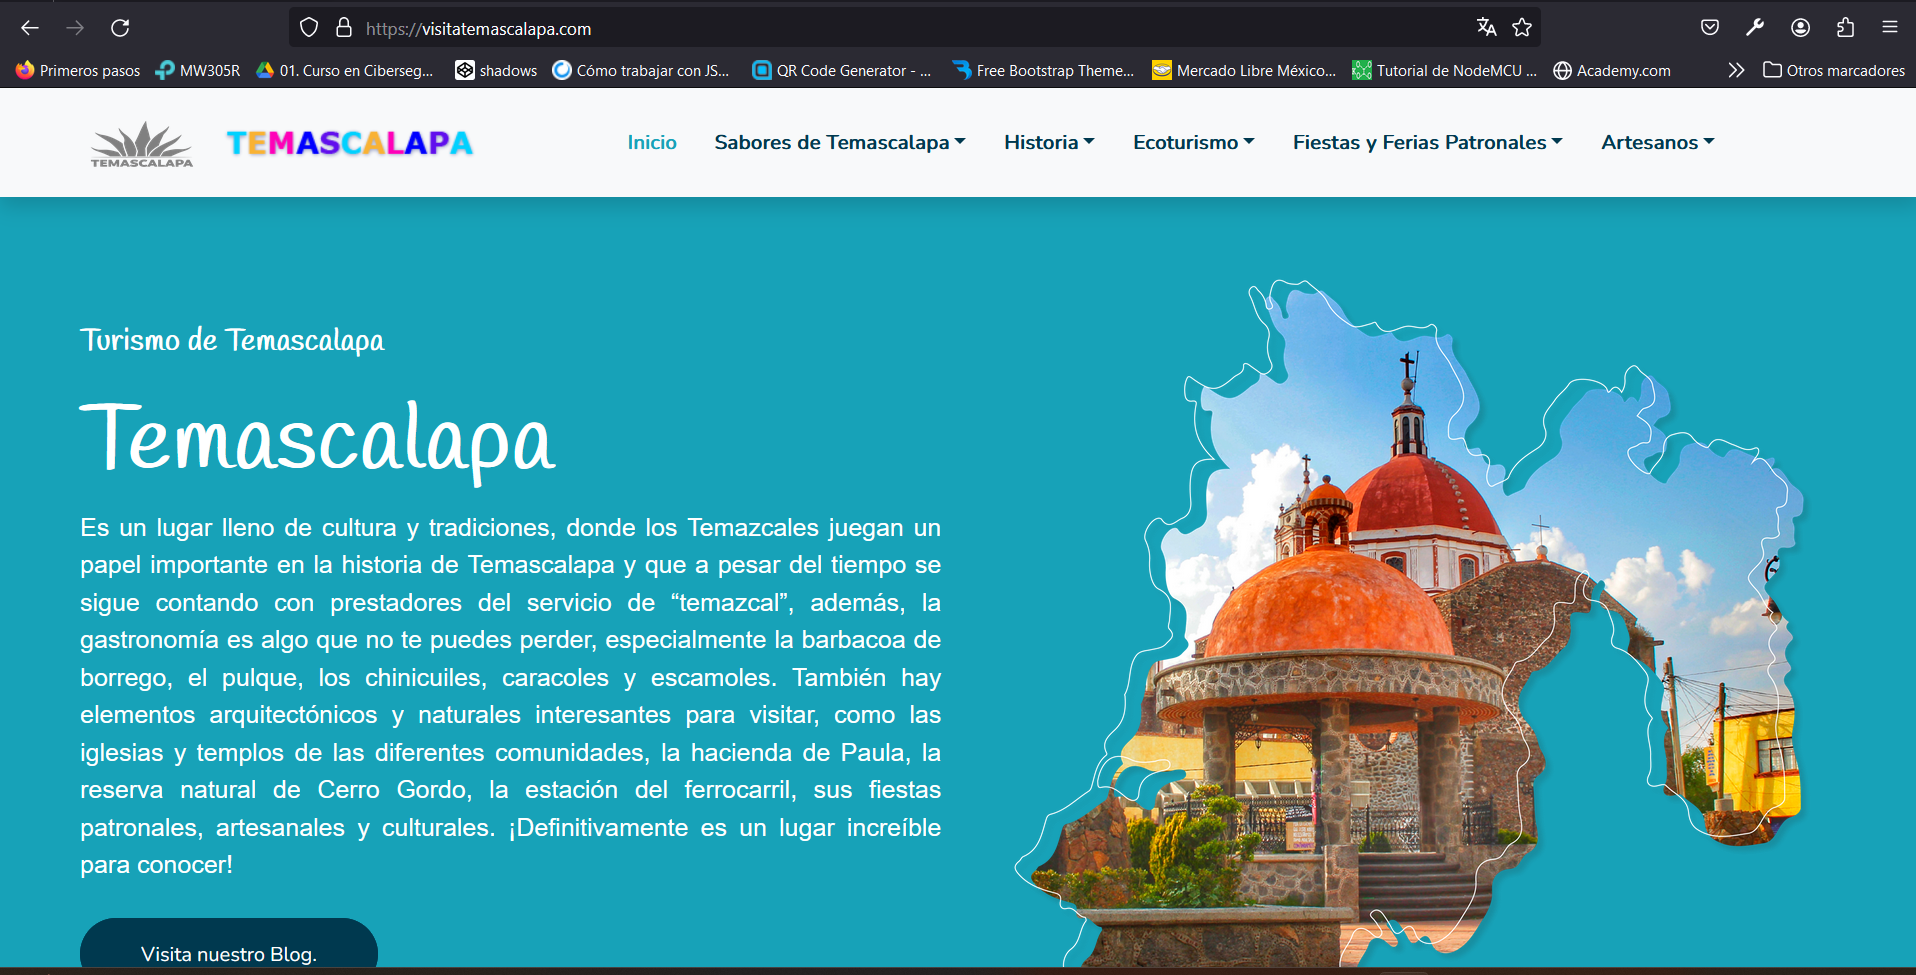 https://visitatemascalapa.com
Primeros pasos MW305R 01. Curso en Ciberseg... shadows Cómo trabajar con JS... QR Code Generator - ... Free Bootstrap Theme... Mercado Libre México... Tutorial de NodeMCU ... Academy.com Otros marcadores
TEMASCALAPA TEMASCALAPA Inicio Sabores de Temascalapa Historia Ecoturismo Fiestas y Ferias Patronales Artesanos
Turismo de Temascalapa
Temascalapa
Es un lugar lleno de cultura y tradiciones, donde los Temazcales juegan un
papel importante en la historia de Temascalapa y que a pesar del tiempo se
sigue contando con prestadores del servicio de “temazcal”, además, la
gastronomía es algo que no te puedes perder, especialmente la barbacoa de
borrego, el pulque, los chinicuiles, caracoles y escamoles. También hay
elementos arquitectónicos y naturales interesantes para visitar, como las
iglesias y templos de las diferentes comunidades, la hacienda de Paula, la
reserva natural de Cerro Gordo, la estación del ferrocarril, sus fiestas
patronales, artesanales y culturales. ¡Definitivamente es un lugar increíble
para conocer!
Visita nuestro Blog.